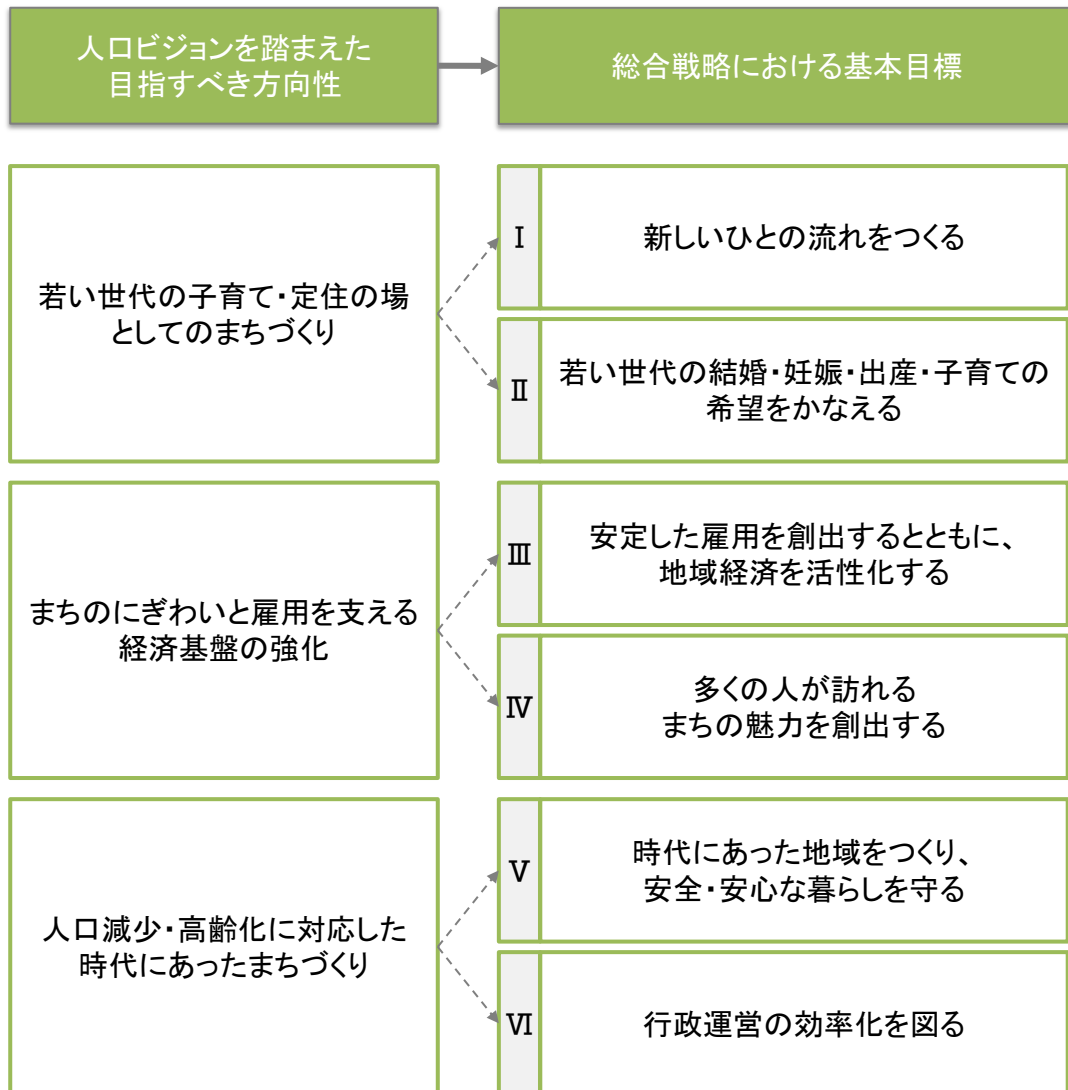 人口ビジョンを踏まえた
目指すべき方向性
総合戦略における基本目標
若い世代の子育て・定住の場
としてのまちづくり
Ⅰ
新しいひとの流れをつくる
Ⅱ
若い世代の結婚・妊娠・出産・子育ての
希望をかなえる
まちのにぎわいと雇用を支える
経済基盤の強化
Ⅲ
安定した雇用を創出するとともに、
地域経済を活性化する
Ⅳ
多くの人が訪れる
まちの魅力を創出する
人口減少・高齢化に対応した
時代にあったまちづくり
Ⅴ
時代にあった地域をつくり、
安全・安心な暮らしを守る
Ⅵ
行政運営の効率化を図る